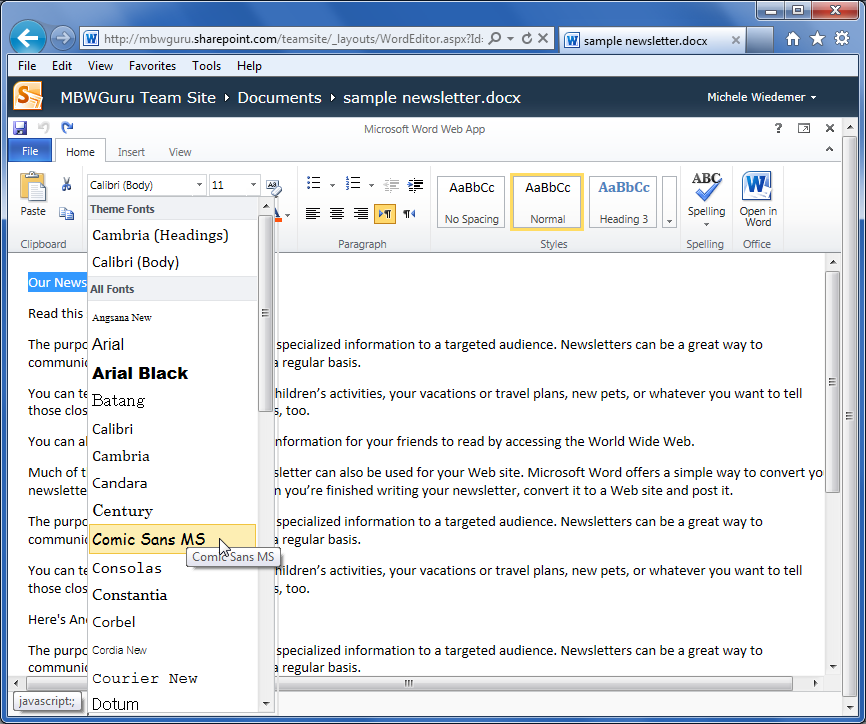 http://mbwguru.sharepoint.com/teamsite/_layouts/WordEditor.aspx?Id:
sample newsletter.docx
File Edit View Favorites Tools Help
MBWGuru Team Site Documents sample newsletter.docx
Michele Wiedemer
Microsoft Word Web App
File Home Insert View
Calibri (Body) 11
Paste
Clipboard
Paragraph
AaBbCc No Spacing
AaBbCc Normal
AaBbCc Heading 3
Styles
ABC
Spelling
Spelling
Open in Word
Office
Theme Fonts
Cambria (Headings)
Calibri (Body)
All Fonts
Angsana New
Arial
Arial Black
Batang
Calibri
Cambria
Candara
Century
Comic Sans MS
Comic Sans MS
Consolas
Constantia
Corbel
Cordia New
Courier New
Dotum
Our News
Read this
The purpo specialized information to a targeted audience. Newsletters can be a great way to
communic a regular basis.
You can te hildren’s activities, your vacations or travel plans, new pets, or whatever you want to tell
those clos s, too.
You can al information for your friends to read by accessing the World Wide Web.
Much of t sletter can also be used for your Web site. Microsoft Word offers a simple way to convert yo
newslette n you’re finished writing your newsletter, convert it to a Web site and post it.
The purpo specialized information to a targeted audience. Newsletters can be a great way to
communic a regular basis.
You can te hildren’s activities, your vacations or travel plans, new pets, or whatever you want to tell
those clos s, too.
Here's An
The purpo specialized information to a targeted audience. Newsletters can be a great way to
communic a regular basis.
javascript:;